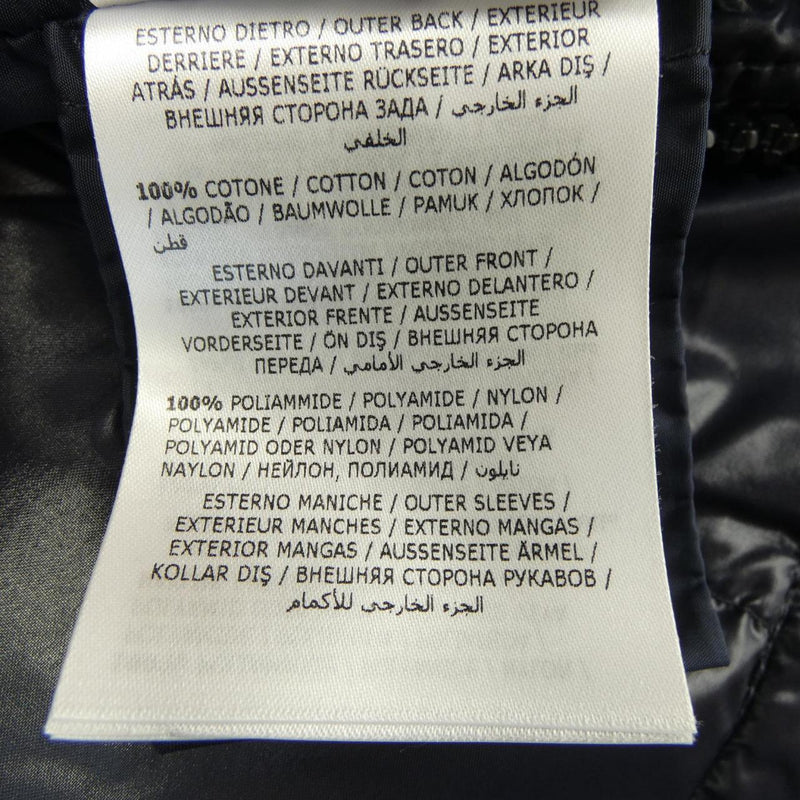 ESTERNO DIETRO / OUTER BACK / EXTERIEUR
DERRIERE / EXTERNO TRASERO / EXTERIOR
ATRÁS / AUSSENSEITE RÜCKSEITE / ARKA DIŞ /
ВНЕШНЯЯ СТОРОНА ЗАДА / الجزء الخارجي
الخلفي
100% COTONE / COTTON / COTON / ALGODÓN
/ ALGODÃO / BAUMWOLLE / PAMUK / ХЛОПОК /
قطن
ESTERNO DAVANTI / OUTER FRONT /
EXTERIEUR DEVANT / EXTERNO DELANTERO /
EXTERIOR FRENTE / AUSSENSEITE
VORDERSEITE / ÖN DIŞ / ВНЕШНЯЯ СТОРОНА
ПЕРЕДА / الجزء الخارجي الأمامي
100% POLIAMMIDE / POLYAMIDE / NYLON /
POLYAMIDE / POLIAMIDA / POLIAMIDA /
POLYAMID ODER NYLON / POLYAMID VEYA
NAYLON / НЕЙЛОН, ПОЛИАМИД / نايلون
ESTERNO MANICHE / OUTER SLEEVES /
EXTERIEUR MANCHES / EXTERNO MANGAS /
EXTERIOR MANGAS / AUSSENSEITE ÄRMEL /
KOLLAR DIŞ / ВНЕШНЯЯ СТОРОНА РУКАВОВ /
الجزء الخارجي للأكمام